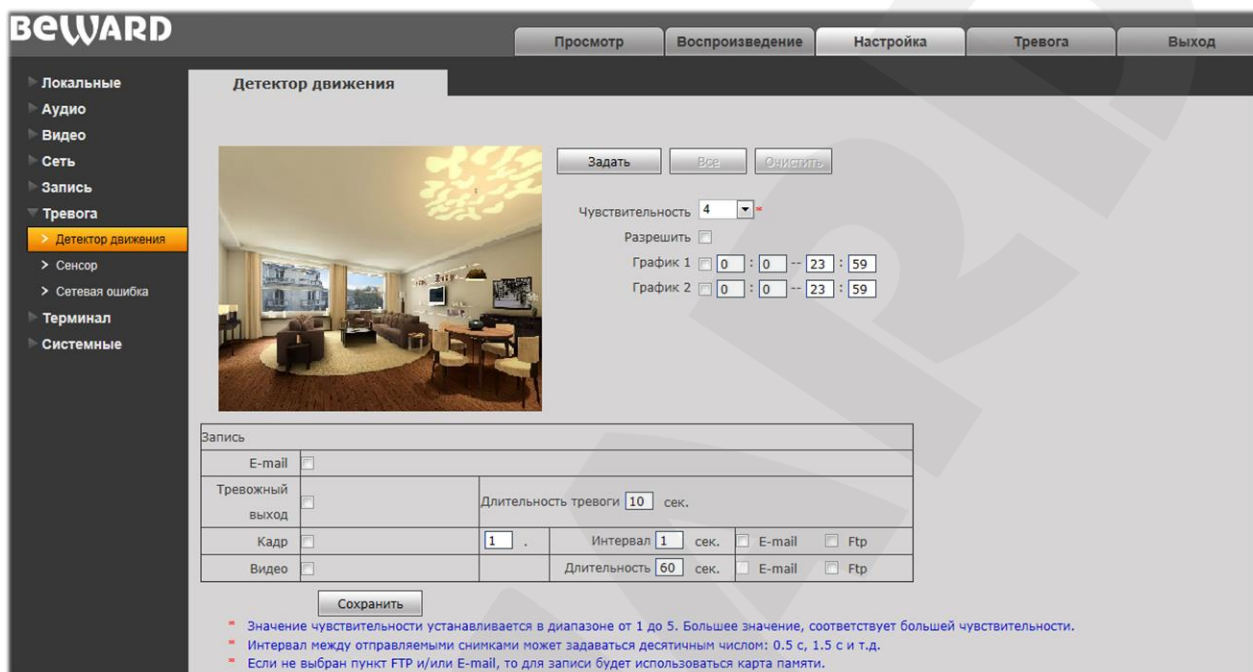 BEWARD
Просмотр Воспроизведение Настройка Тревога Выход
Локальные
Аудио
Видео
Сеть
Запись
Тревога
Детектор движения
Сенсор
Сетевая ошибка
Терминал
Системные
Детектор движения
Задать Все Очистить
Чувствительность 4 *
Разрешить
График 1 0 : 0 -- 23 : 59
График 2 0 : 0 -- 23 : 59
Запись
E-mail
Тревожный выход Длительность тревоги 10 сек.
Кадр 1 . Интервал 1 сек. E-mail Ftp
Видео Длительность 60 сек. E-mail Ftp
Сохранить
* Значение чувствительности устанавливается в диапазоне от 1 до 5. Большее значение, соответствует большей чувствительности.
* Интервал между отправляемыми снимками может задаваться десятичным числом: 0.5 с, 1.5 с и т.д.
* Если не выбран пункт FTP и/или E-mail, то для записи будет использоваться карта памяти.